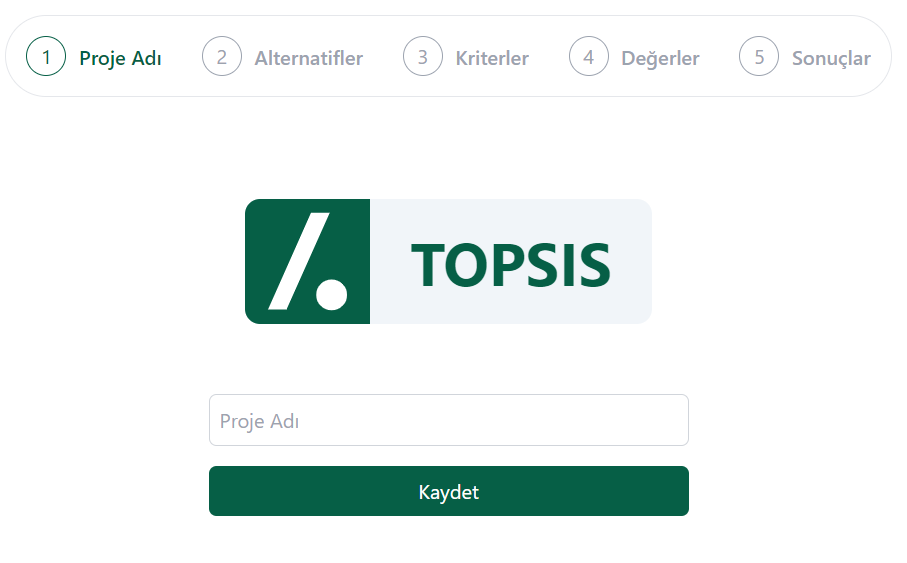 1 Proje Adı 2 Alternatifler 3 Kriterler 4 Değerler 5 Sonuçlar
TOPSIS
Proje Adı
Kaydet